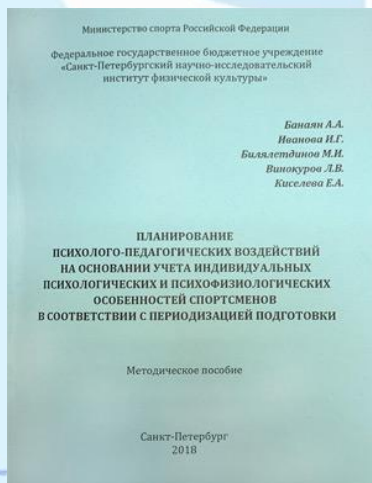 Министерство спорта Российской Федерации
Федеральное государственное бюджетное учреждение
«Санкт-Петербургский научно-исследовательский
институт физической культуры»
Банаян А.А.
Иванова И.Г.
Билялетдинов М.И.
Винокуров Л.В.
Киселева Е.А.
ПЛАНИРОВАНИЕ
ПСИХОЛОГО-ПЕДАГОГИЧЕСКИХ ВОЗДЕЙСТВИЙ
НА ОСНОВАНИИ УЧЕТА ИНДИВИДУАЛЬНЫХ
ПСИХОЛОГИЧЕСКИХ И ПСИХОФИЗИОЛОГИЧЕСКИХ
ОСОБЕННОСТЕЙ СПОРТСМЕНОВ
В СООТВЕТСТВИИ С ПЕРИОДИЗАЦИЕЙ ПОДГОТОВКИ
Методическое пособие
Санкт-Петербург
2018